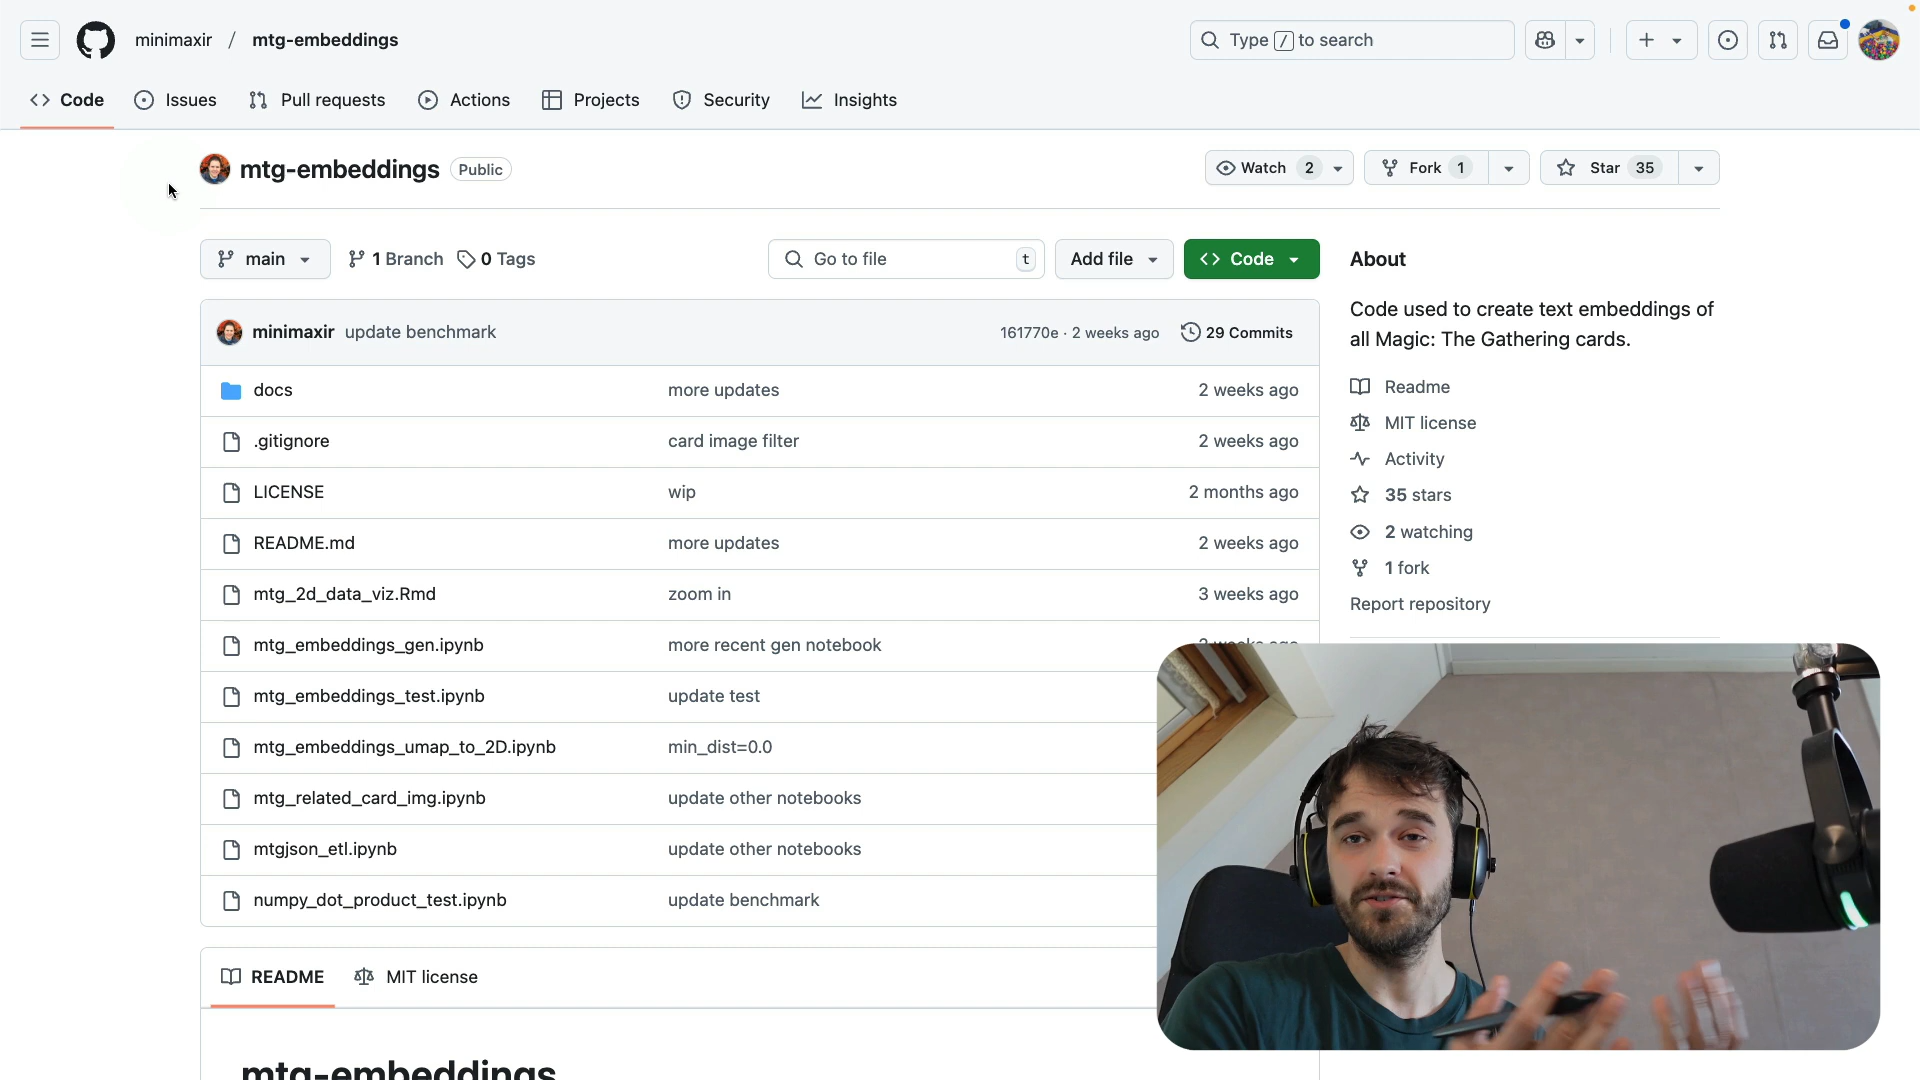 minimaxir / mtg-embeddings
Type / to search
Code
Issues
Pull requests
Actions
Projects
Security
Insights
mtg-embeddings Public
Watch 2
Fork 1
Star 35
main
1 Branch
0 Tags
Go to file t
Add file
Code
minimaxir update benchmark 161770e · 2 weeks ago 29 Commits
docs more updates 2 weeks ago
.gitignore card image filter 2 weeks ago
LICENSE wip 2 months ago
README.md more updates 2 weeks ago
mtg_2d_data_viz.Rmd zoom in 3 weeks ago
mtg_embeddings_gen.ipynb more recent gen notebook
mtg_embeddings_test.ipynb update test
mtg_embeddings_umap_to_2D.ipynb min_dist=0.0
mtg_related_card_img.ipynb update other notebooks
mtgjson_etl.ipynb update other notebooks
numpy_dot_product_test.ipynb update benchmark
README
MIT license
mtg-embeddings
About
Code used to create text embeddings of
all Magic: The Gathering cards.
Readme
MIT license
Activity
35 stars
2 watching
1 fork
Report repository